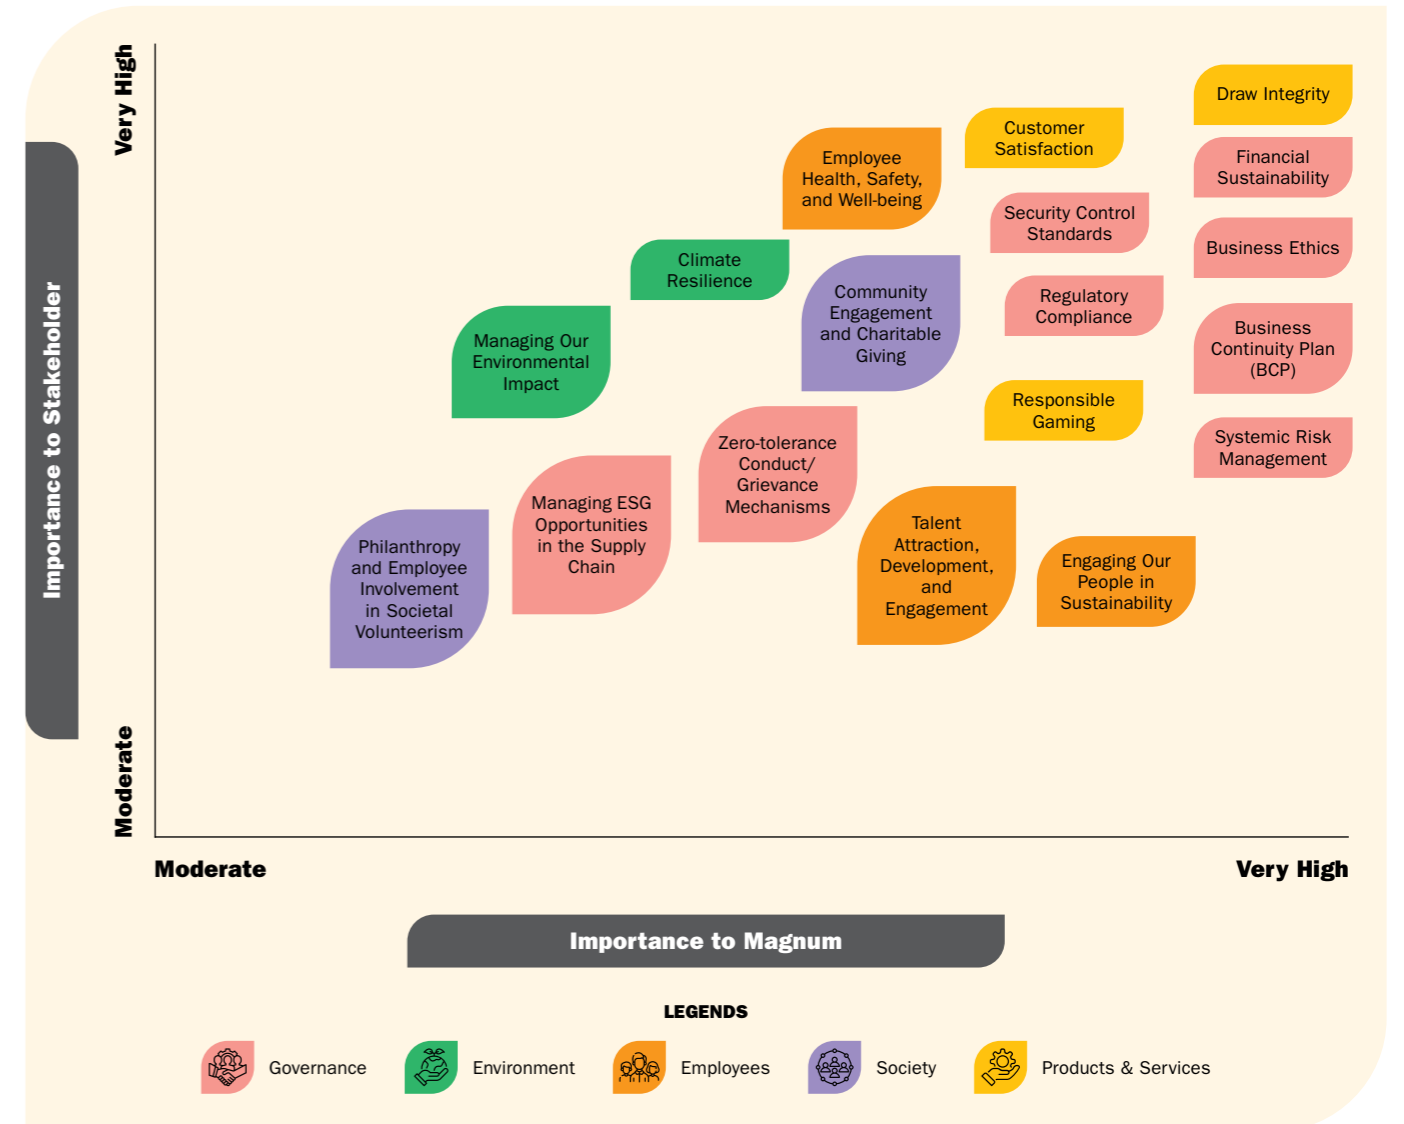 Very High
Importance to Stakeholder
Moderate
Draw Integrity
Customer
Satisfaction
Employee
Health, Safety,
and Well-being
Financial
Sustainability
Security Control
Standards
Business Ethics
Climate
Resilience
Community
Engagement
and Charitable
Giving
Regulatory
Compliance
Managing Our
Environmental
Impact
Business
Continuity Plan
(BCP)
Responsible
Gaming
Zero-tolerance
Conduct/
Grievance
Mechanisms
Systemic Risk
Management
Managing ESG
Opportunities
in the Supply
Chain
Talent
Attraction,
Development,
and
Engagement
Philanthropy
and Employee
Involvement
in Societal
Volunteerism
Engaging Our
People in
Sustainability
Moderate
Very High
Importance to Magnum
LEGENDS
Governance
Environment
Employees
Society
Products & Services